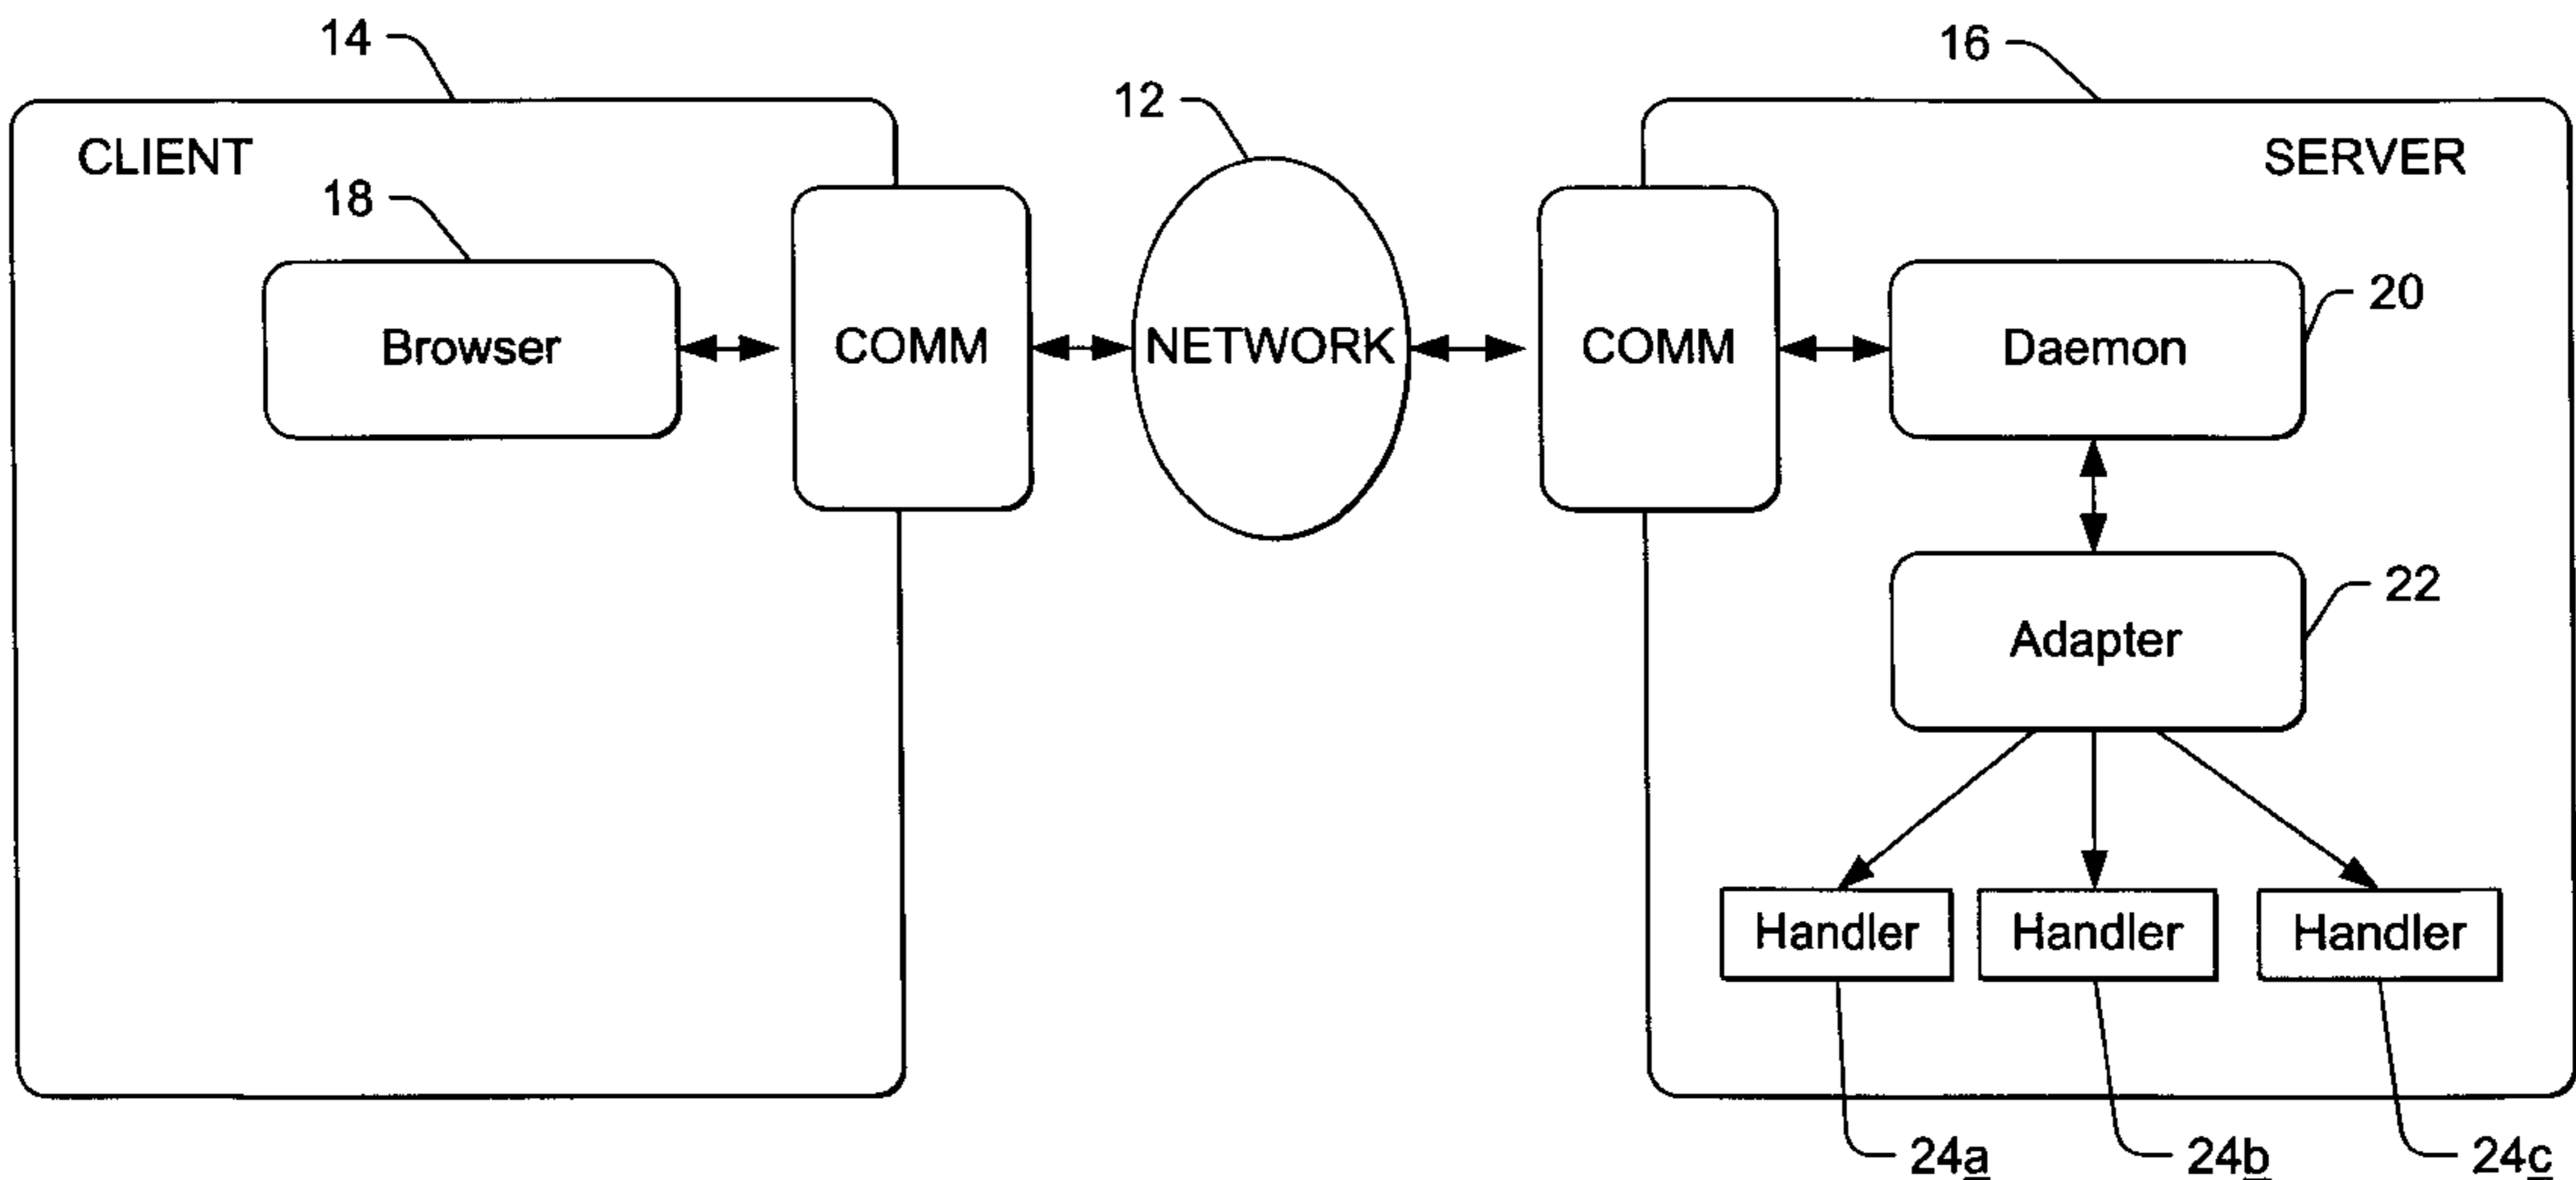 14
16
12
CLIENT
SERVER
18
20
Browser
COMM
NETWORK
COMM
Daemon
22
Adapter
Handler
Handler
Handler
24a
24b
24c